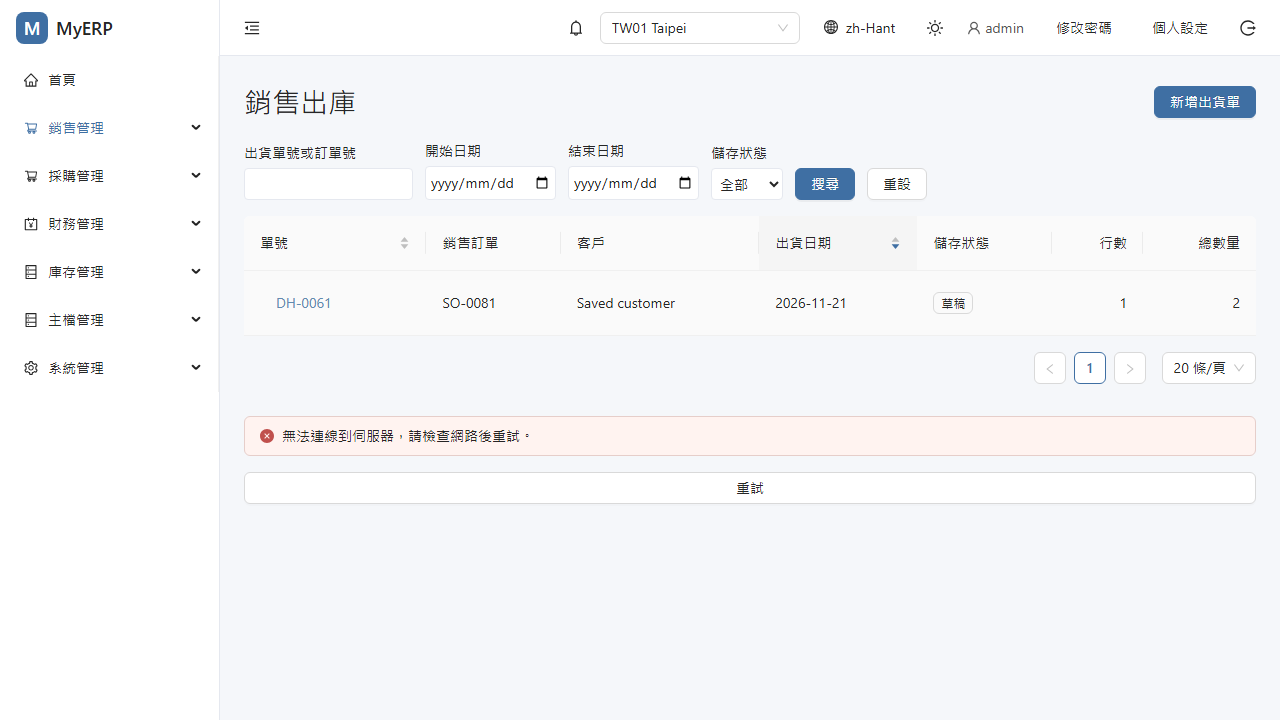 M MyERP
TW01 Taipei
zh-Hant
admin
修改密碼
個人設定
首頁
銷售管理
採購管理
財務管理
庫存管理
主檔管理
系統管理
銷售出庫
新增出貨單
出貨單號或訂單號
開始日期
結束日期
儲存狀態
yyyy/mm/dd
yyyy/mm/dd
全部
搜尋
重設
單號 銷售訂單 客戶 出貨日期 儲存狀態 行數 總數量
DH-0061 SO-0081 Saved customer 2026-11-21 草稿 1 2
1
20 條/頁
無法連線到伺服器，請檢查網路後重試。
重試